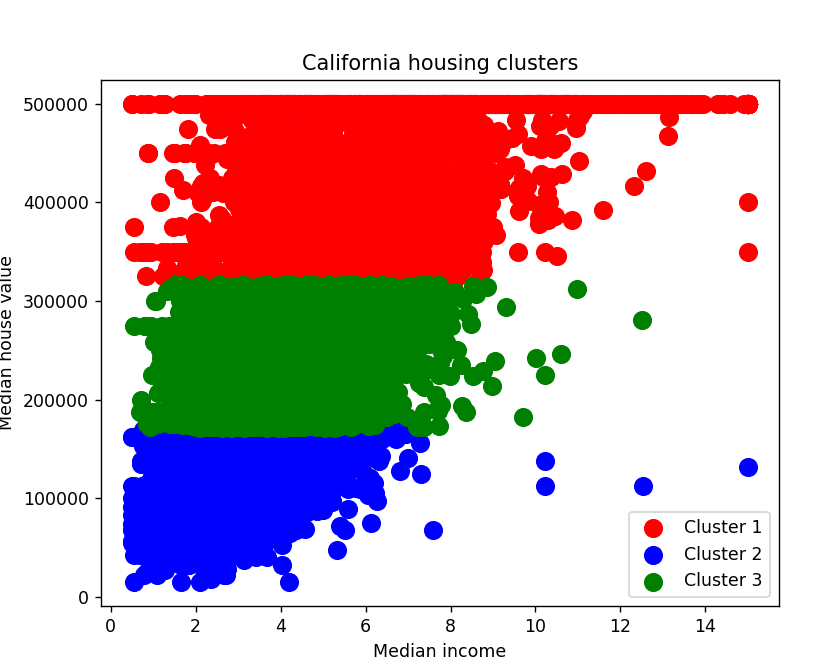 California housing clusters
Median house value
500000
400000
300000
200000
100000
0
0 2 4 6 8 10 12 14
Median income
Cluster 1
Cluster 2
Cluster 3